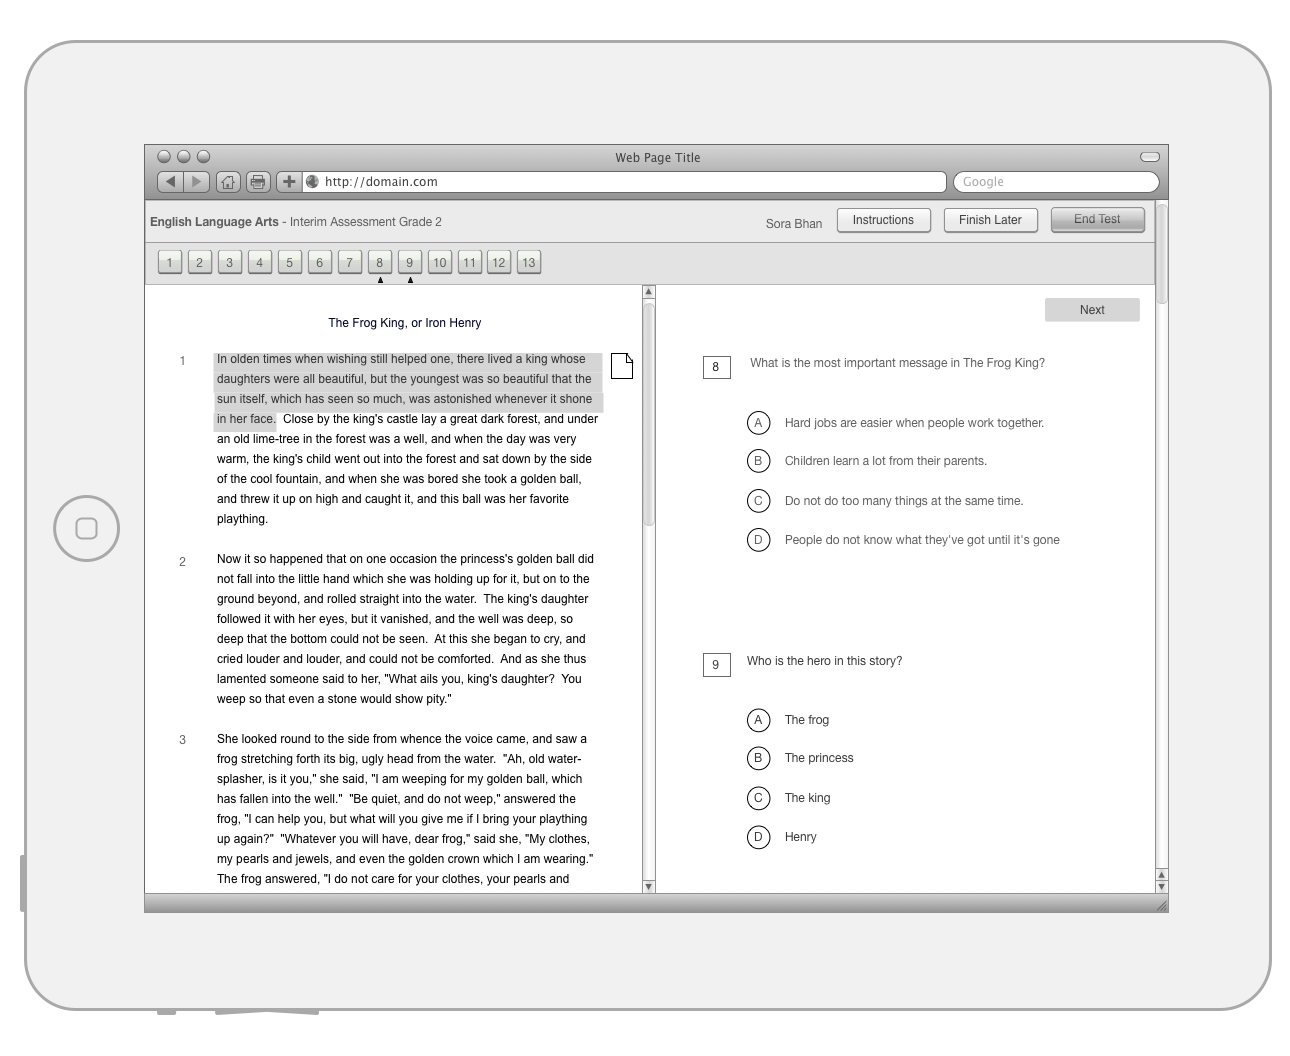 Web Page Title
http://domain.com
Google
English Language Arts - Interim Assessment Grade 2
Sora Bhan
Instructions
Finish Later
End Test
1 2 3 4 5 6 7 8 9 10 11 12 13
The Frog King, or Iron Henry
1
In olden times when wishing still helped one, there lived a king whose
daughters were all beautiful, but the youngest was so beautiful that the
sun itself, which has seen so much, was astonished whenever it shone
in her face.  Close by the king's castle lay a great dark forest, and under
an old lime-tree in the forest was a well, and when the day was very
warm, the king's child went out into the forest and sat down by the side
of the cool fountain, and when she was bored she took a golden ball,
and threw it up on high and caught it, and this ball was her favorite
plaything.
2
Now it so happened that on one occasion the princess's golden ball did
not fall into the little hand which she was holding up for it, but on to the
ground beyond, and rolled straight into the water.  The king's daughter
followed it with her eyes, but it vanished, and the well was deep, so
deep that the bottom could not be seen.  At this she began to cry, and
cried louder and louder, and could not be comforted.  And as she thus
lamented someone said to her, "What ails you, king's daughter?  You
weep so that even a stone would show pity."
3
She looked round to the side from whence the voice came, and saw a
frog stretching forth its big, ugly head from the water.  "Ah, old water-
splasher, is it you," she said, "I am weeping for my golden ball, which
has fallen into the well."  "Be quiet, and do not weep," answered the
frog, "I can help you, but what will you give me if I bring your plaything
up again?"  "Whatever you will have, dear frog," said she, "My clothes,
my pearls and jewels, and even the golden crown which I am wearing."
The frog answered, "I do not care for your clothes, your pearls and
Next
8
What is the most important message in The Frog King?
A Hard jobs are easier when people work together.
B Children learn a lot from their parents.
C Do not do too many things at the same time.
D People do not know what they've got until it's gone
9
Who is the hero in this story?
A The frog
B The princess
C The king
D Henry